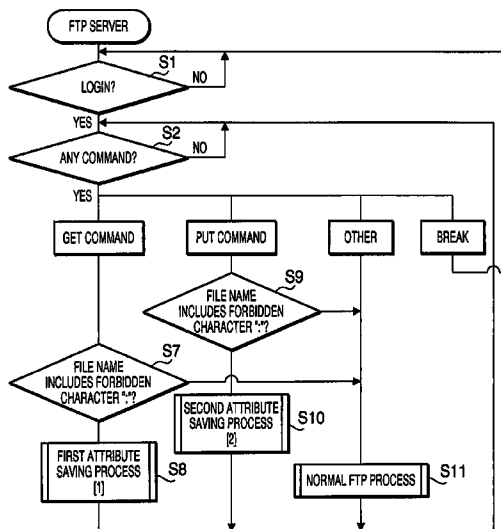 FTP SERVER
S1
LOGIN?
NO
YES
S2
ANY COMMAND?
NO
YES
GET COMMAND
PUT COMMAND
OTHER
BREAK
S9
FILE NAME
INCLUDES FORBIDDEN
CHARACTER ":"?
S7
FILE NAME
INCLUDES FORBIDDEN
CHARACTER ":"?
SECOND ATTRIBUTE
SAVING PROCESS
[2]
S10
FIRST ATTRIBUTE
SAVING PROCESS
[1]
S8
NORMAL FTP PROCESS
S11